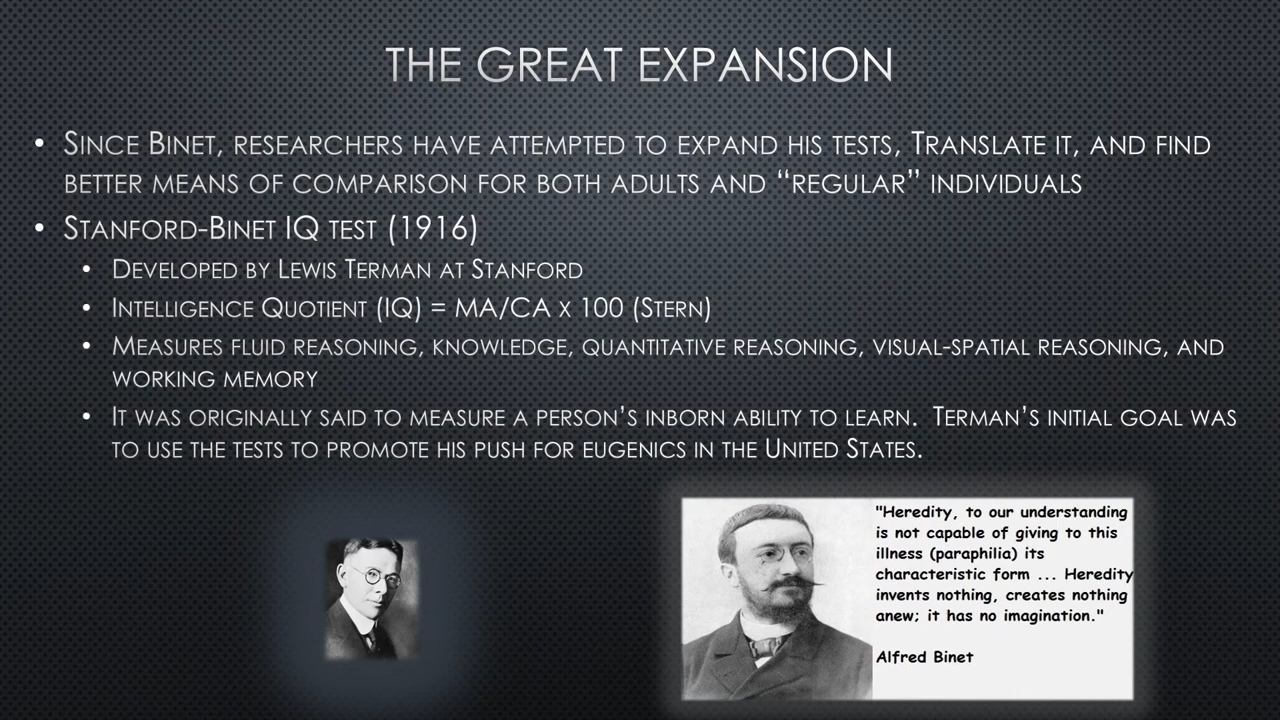 THE GREAT EXPANSION
• SINCE BINET, RESEARCHERS HAVE ATTEMPTED TO EXPAND HIS TESTS, TRANSLATE IT, AND FIND
BETTER MEANS OF COMPARISON FOR BOTH ADULTS AND “REGULAR” INDIVIDUALS
• STANFORD-BINET IQ TEST (1916)
• DEVELOPED BY LEWIS TERMAN AT STANFORD
• INTELLIGENCE QUOTIENT (IQ) = MA/CA X 100 (STERN)
• MEASURES FLUID REASONING, KNOWLEDGE, QUANTITATIVE REASONING, VISUAL-SPATIAL REASONING, AND
WORKING MEMORY
• IT WAS ORIGINALLY SAID TO MEASURE A PERSON’S INBORN ABILITY TO LEARN. TERMAN’S INITIAL GOAL WAS
TO USE THE TESTS TO PROMOTE HIS PUSH FOR EUGENICS IN THE UNITED STATES.
"Heredity, to our understanding
is not capable of giving to this
illness (paraphilia) its
characteristic form ... Heredity
invents nothing, creates nothing
anew; it has no imagination."
Alfred Binet